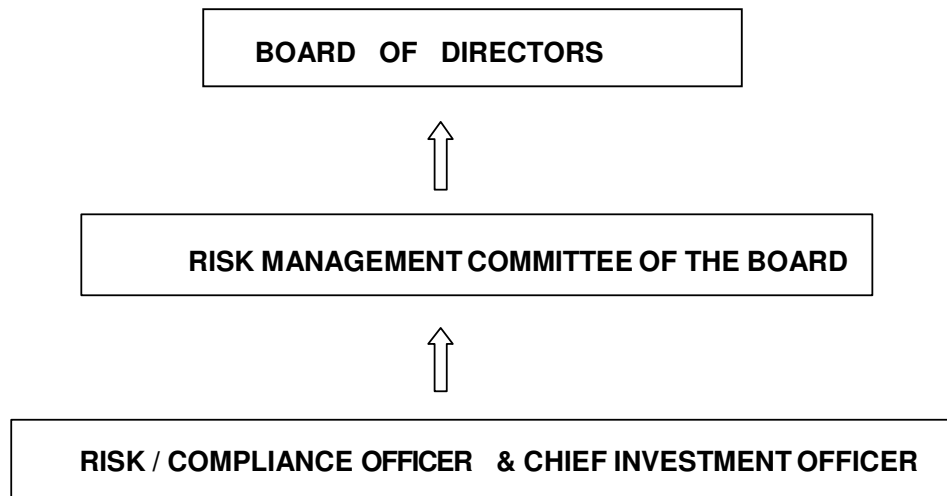 BOARD OF DIRECTORS
RISK MANAGEMENT COMMITTEE OF THE BOARD
RISK / COMPLIANCE OFFICER & CHIEF INVESTMENT OFFICER